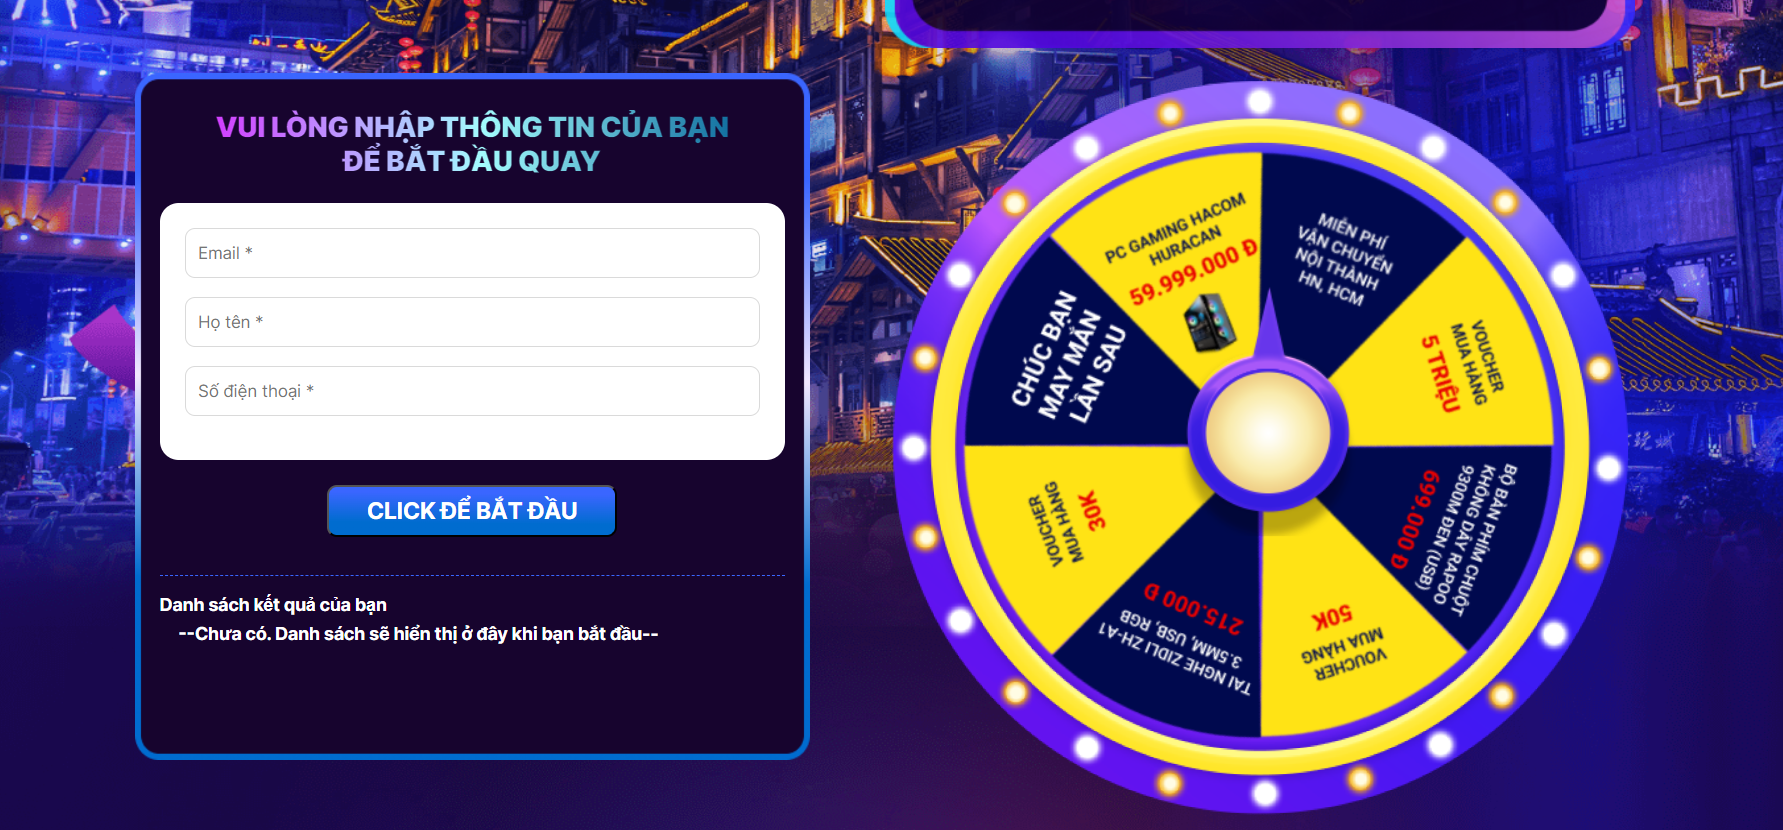 VUI LÒNG NHẬP THÔNG TIN CỦA BẠN
ĐỂ BẮT ĐẦU QUAY
Email *
Họ tên *
Số điện thoại *
CLICK ĐỂ BẮT ĐẦU
Danh sách kết quả của bạn
--Chưa có. Danh sách sẽ hiển thị ở đây khi bạn bắt đầu--
PC GAMING HACOM
HURACAN
59.999.000 Đ
MIỄN PHÍ
VẬN CHUYỂN
NỘI THÀNH
HN, HCM
VOUCHER
MUA HÀNG
5 TRIỆU
BỘ BÀN PHÍM CHUỘT
KHÔNG DÂY RAPOO
9300M ĐEN (USB)
699.000 Đ
VOUCHER
MUA HÀNG
50K
TAI NGHE ZIDLI ZH-A1
3.5MM, USB, RGB
215.000 Đ
VOUCHER
MUA HÀNG
30K
CHÚC BẠN
MAY MẮN
LẦN SAU